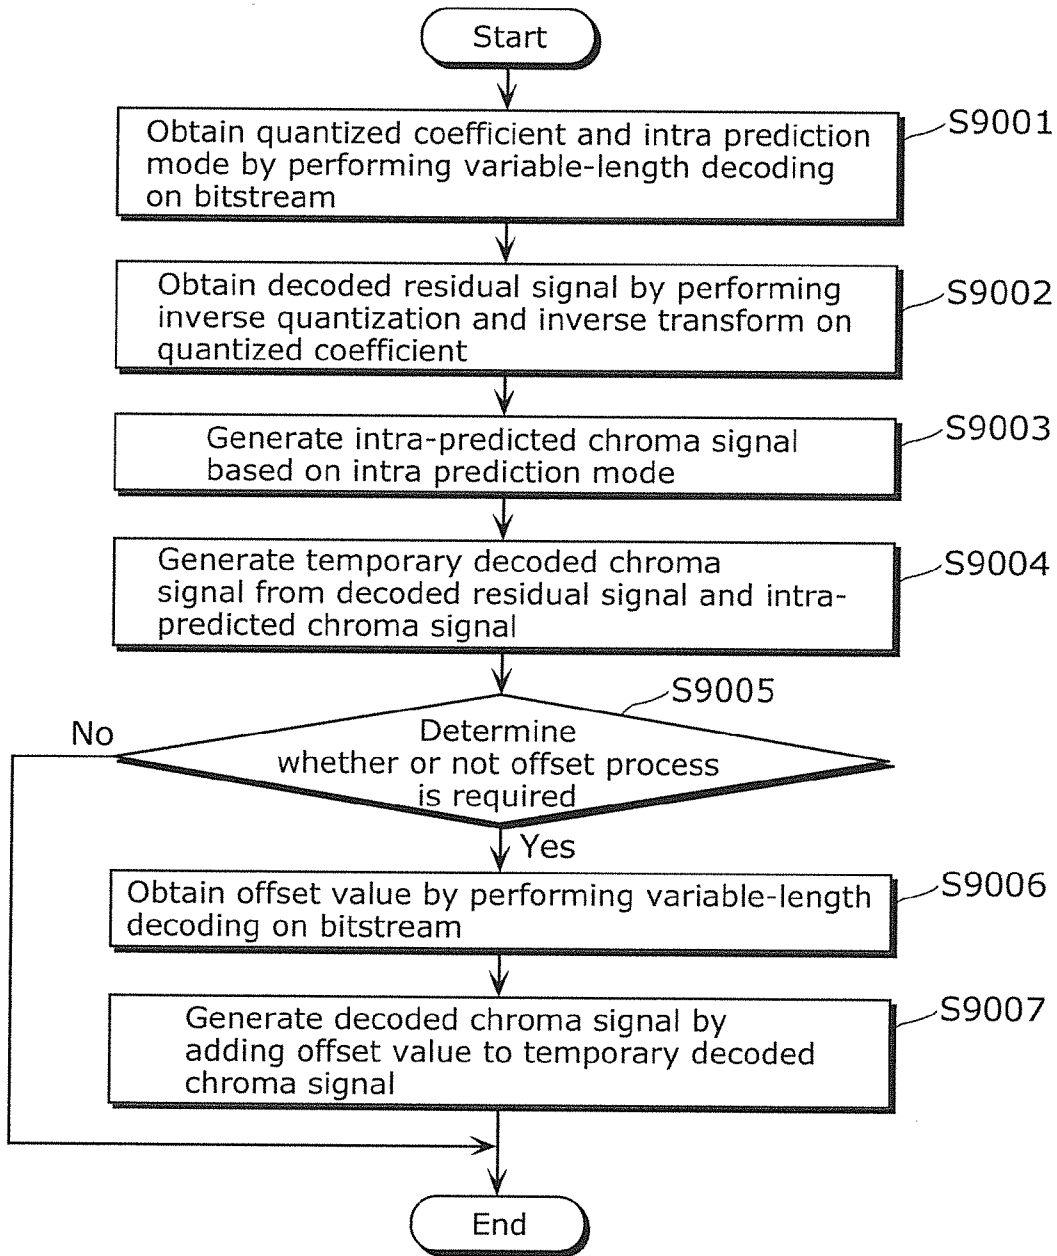 Start
Obtain quantized coefficient and intra prediction
mode by performing variable-length decoding
on bitstream
S9001
Obtain decoded residual signal by performing
inverse quantization and inverse transform on
quantized coefficient
S9002
Generate intra-predicted chroma signal
based on intra prediction mode
S9003
Generate temporary decoded chroma
signal from decoded residual signal and intra-
predicted chroma signal
S9004
S9005
No
Determine
whether or not offset process
is required
Yes
Obtain offset value by performing variable-length
decoding on bitstream
S9006
Generate decoded chroma signal by
adding offset value to temporary decoded
chroma signal
S9007
End